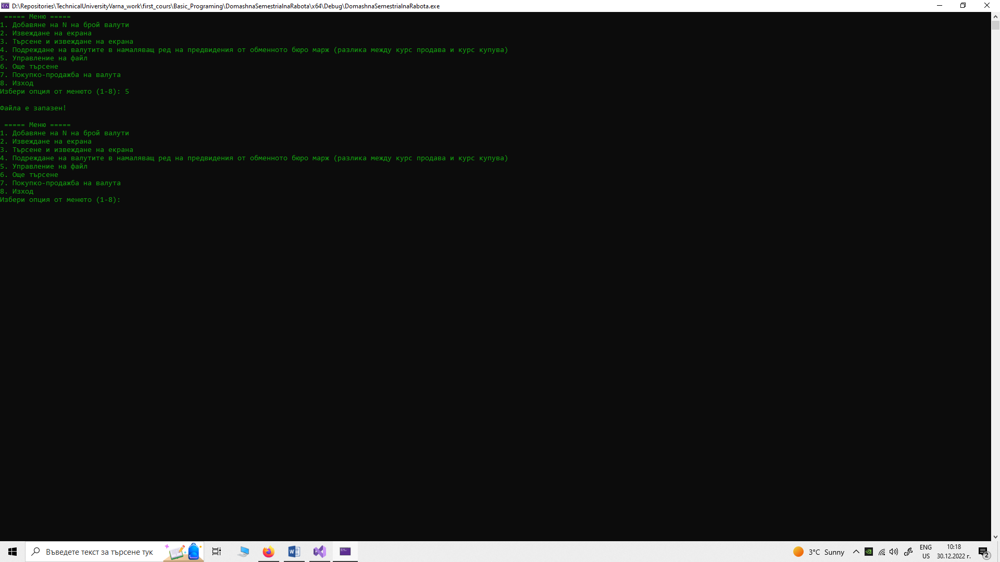 D:\Repositories\TechnicalUniversityVarna_work\first_cours\Basic_Programing\DomashnaSemestrialnaRabota\x64\Debug\DomashnaSemestrialnaRabota.exe
===== Меню =====
1. Добавяне на N на брой валути
2. Извеждане на екрана
3. Търсене и извеждане на екрана
4. Подреждане на валутите в намаляващ ред на предвидения от обменното бюро марж (разлика между курс продава и курс купува)
5. Управление на файл
6. Още търсене
7. Покупко-продажба на валута
8. Изход
Избери опция от менюто (1-8): 5
Файла е запазен!
===== Меню =====
1. Добавяне на N на брой валути
2. Извеждане на екрана
3. Търсене и извеждане на екрана
4. Подреждане на валутите в намаляващ ред на предвидения от обменното бюро марж (разлика между курс продава и курс купува)
5. Управление на файл
6. Още търсене
7. Покупко-продажба на валута
8. Изход
Избери опция от менюто (1-8):
Въведете текст за търсене тук
3°C Sunny
ENG
US
10:18
30.12.2022 г.
2